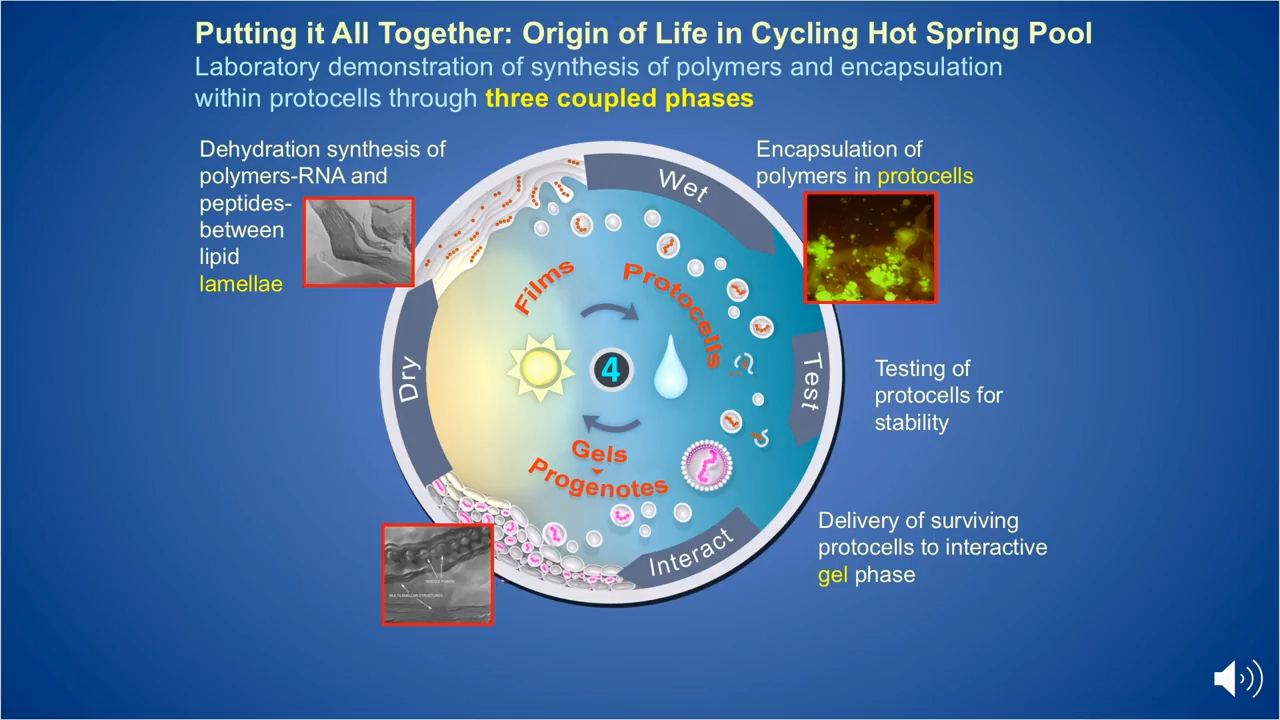 Putting it All Together: Origin of Life in Cycling Hot Spring Pool
Laboratory demonstration of synthesis of polymers and encapsulation
within protocells through three coupled phases
Dehydration synthesis of
polymers-RNA and
peptides-
between
lipid
lamellae
Encapsulation of
polymers in protocells
Wet
Films
Protocells
Dry
4
Test
Testing of
protocells for
stability
Gels
Progenotes
Interact
Delivery of surviving
protocells to interactive
gel phase
MULTILAMELLAR STRUCTURES